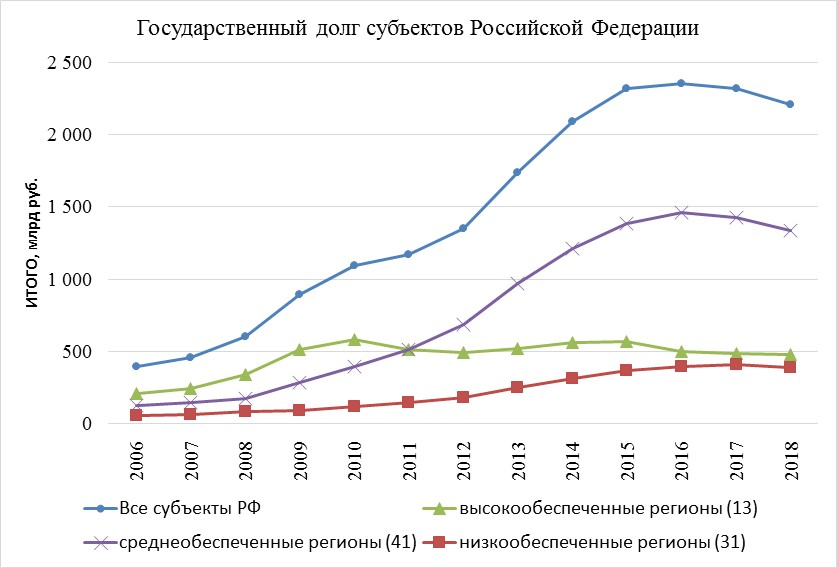 Государственный долг субъектов Российской Федерации
2 500
2 000
1 500
1 000
500
0
ИТОГО, млрд руб.
2006 2007 2008 2009 2010 2011 2012 2013 2014 2015 2016 2017 2018
Все субъекты РФ высокообеспеченные регионы (13)
среднеобеспеченные регионы (41) низкообеспеченные регионы (31)